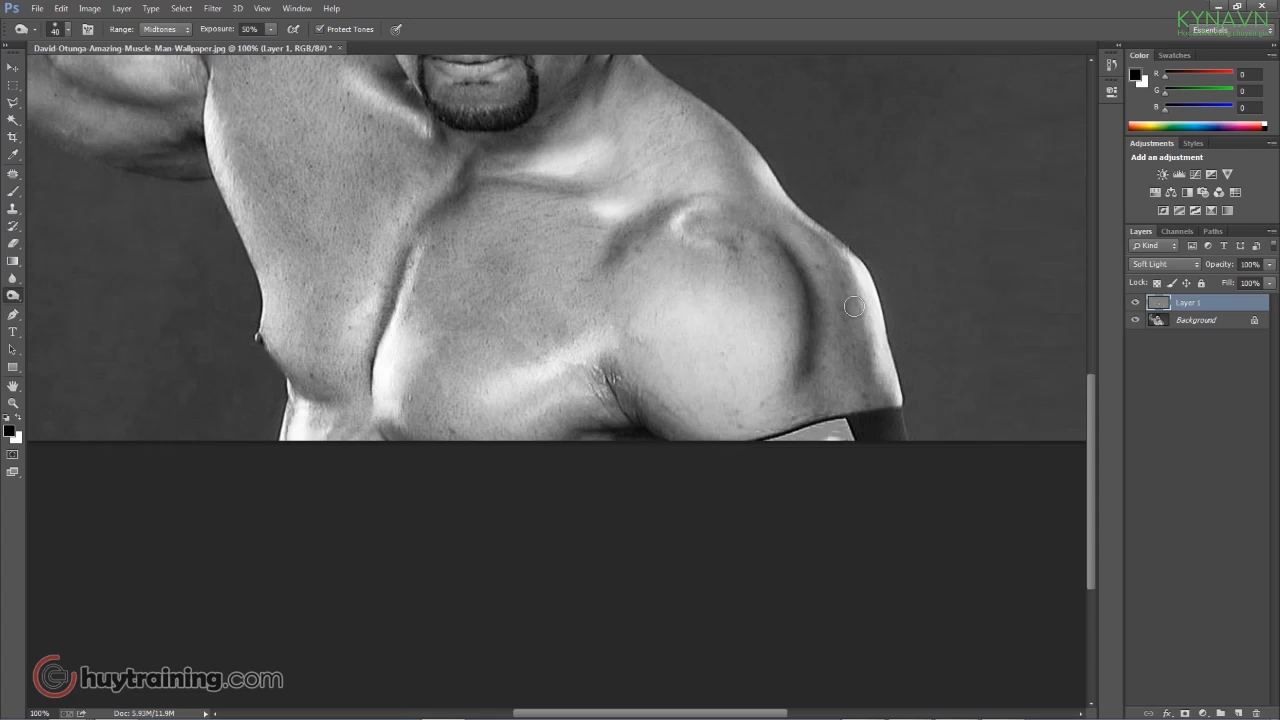 Ps File Edit Image Layer Type Select Filter 3D View Window Help
KYNAVN
40 Range: Midtones Exposure: 50% Protect Tones Essentials
David-Otunga-Amazing-Muscle-Man-Wallpaper.jpg @ 100% (Layer 1, RGB/8#) * ×
Color Swatches
R 0
G 0
B 0
Adjustments Styles
Add an adjustment
Layers Channels Paths
Kind
Soft Light Opacity: 100%
Lock: Fill: 100%
Layer 1
Background
huytraining.com
100% Doc: 5.93M/11.9M